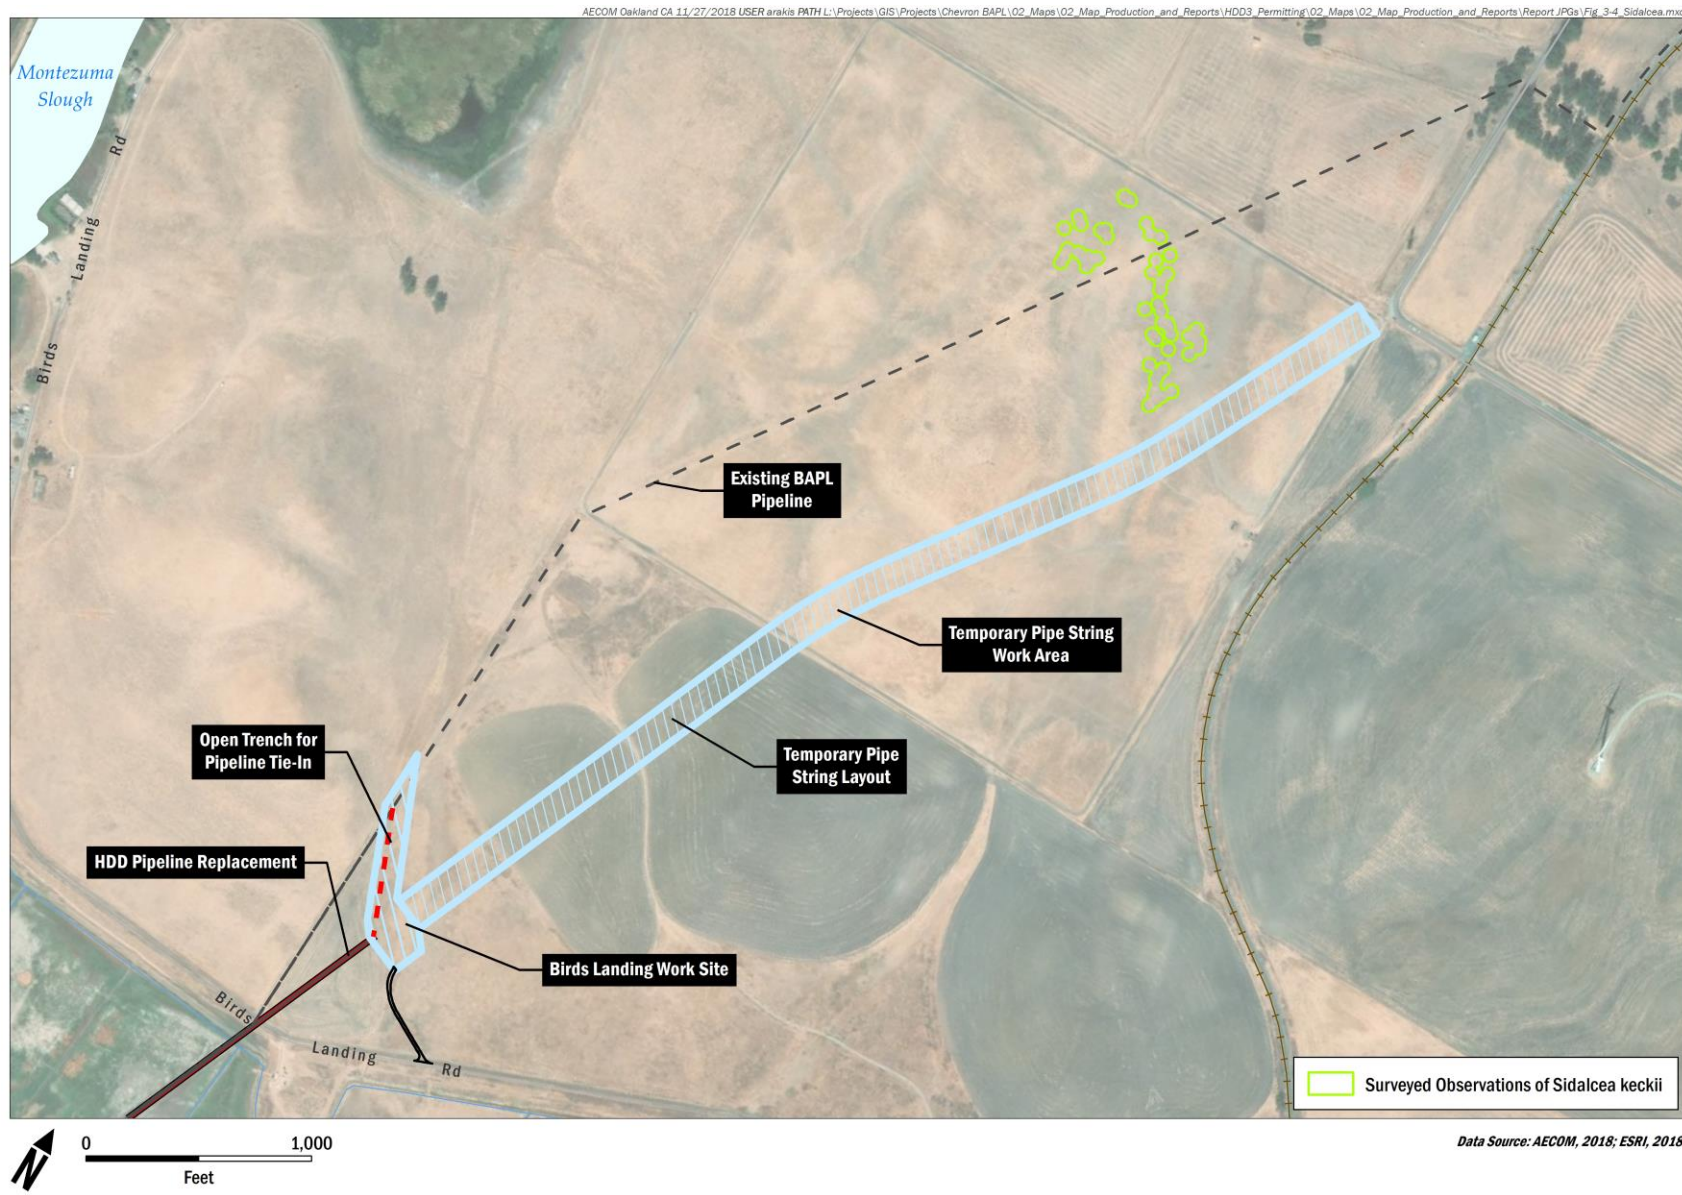 AECOM Oakland CA 11/27/2018 USER arakis PATH L:\Projects\GIS\Projects\Chevron BAPL\02_Maps\02_Map_Production_and_Reports\HDD3_Permitting\02_Maps\02_Map_Production_and_Reports\Report JPGs\Fig_3-4_Sidalcea.mxd
Montezuma
Slough
Birds Landing Rd
Existing BAPL
Pipeline
Temporary Pipe String
Work Area
Open Trench for
Pipeline Tie-In
Temporary Pipe
String Layout
HDD Pipeline Replacement
Birds Landing Work Site
Birds Landing Rd
Surveyed Observations of Sidalcea keckii
N
0 1,000
Feet
Data Source: AECOM, 2018; ESRI, 2018